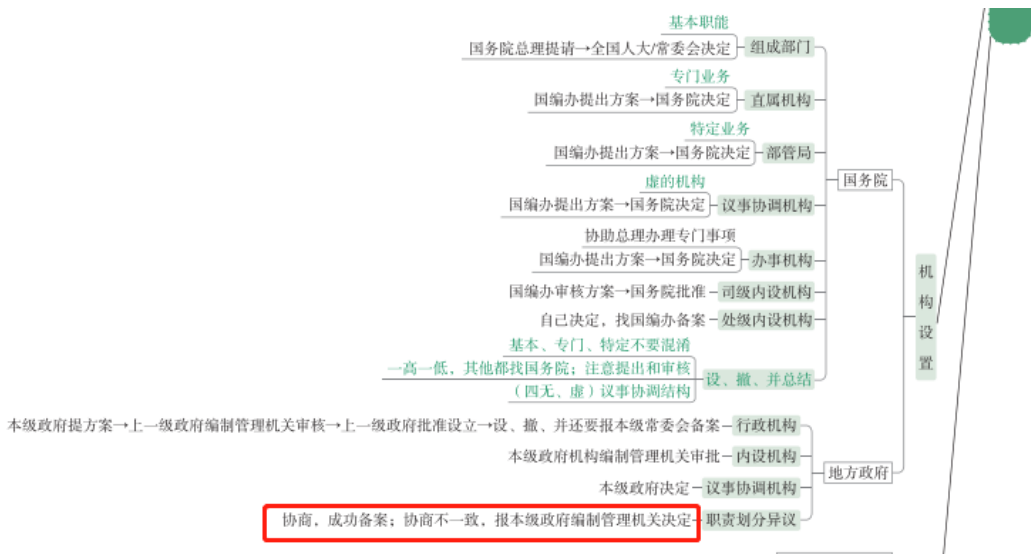 基本职能
国务院总理提请→全国人大/常委会决定 组成部门
专门业务
国编办提出方案→国务院决定 直属机构
特定业务
国编办提出方案→国务院决定 部管局
国务院
虚的机构
国编办提出方案→国务院决定 议事协调机构
协助总理办理专门事项
国编办提出方案→国务院决定 办事机构
国编办审核方案→国务院批准 司级内设机构
自己决定，找国编办备案 处级内设机构
机构设置
基本、专门、特定不要混淆
一高一低，其他都找国务院；注意提出和审核
设、撤、并总结
（四无、虚）议事协调结构
本级政府提方案→上一级政府编制管理机关审核→上一级政府批准设立→设、撤、并还要报本级常委会备案 行政机构
本级政府机构编制管理机关审批 内设机构
地方政府
本级政府决定 议事协调机构
协商，成功备案；协商不一致，报本级政府编制管理机关决定 职责划分异议